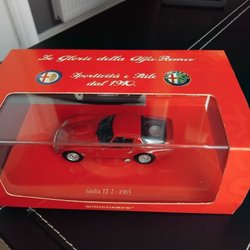 Le Glorie della Alfa Romeo
Sportività e Stile
dal 1910.
Giulia TZ 2 - 1965